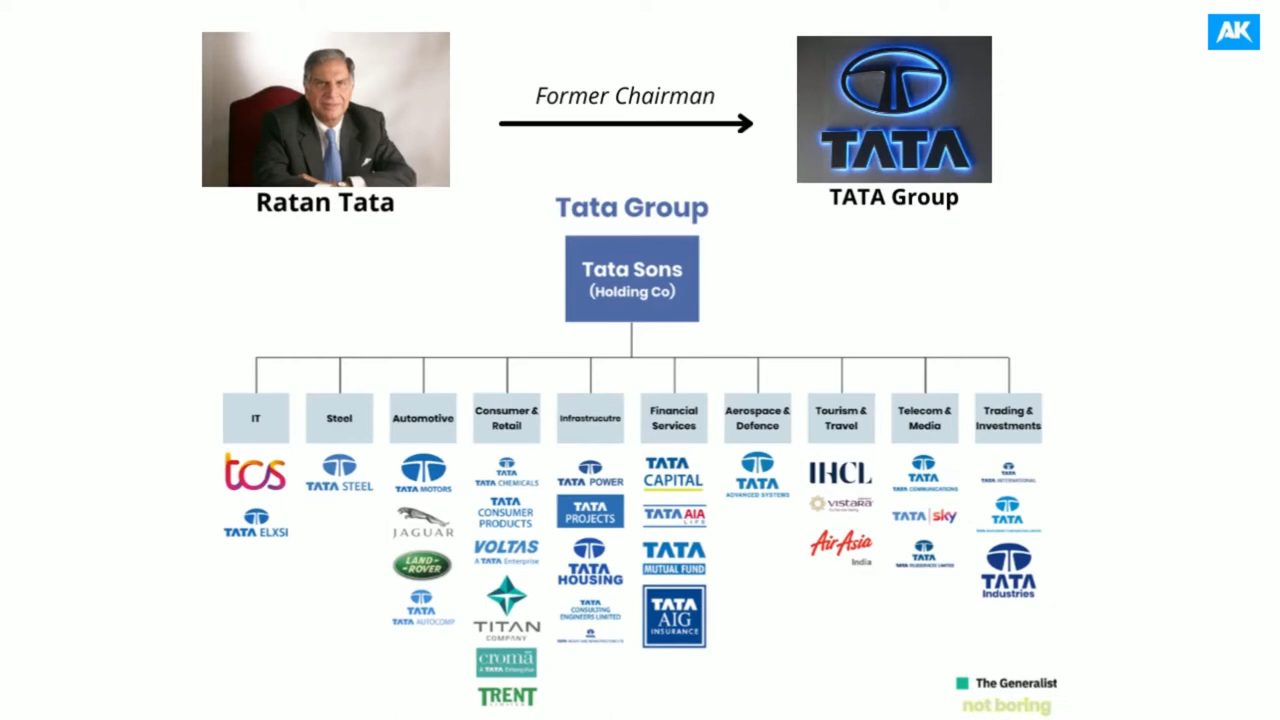 AK
Former Chairman
TATA
Ratan Tata
TATA Group
Tata Group
Tata Sons
(Holding Co)
IT
Steel
Automotive
Consumer &
Retail
Infrastrucutre
Financial
Services
Aerospace &
Defence
Tourism &
Travel
Telecom &
Media
Trading &
Investments
tcs
TATA ELXSI
TATA STEEL
TATA MOTORS
JAGUAR
LAND-
ROVER
TATA
TATA AUTOCOMP
TATA
TATA CHEMICALS
TATA
CONSUMER
PRODUCTS
VOLTAS
A TATA Enterprise
TITAN
COMPANY
cromā
A TATA Enterprise
TRENT
LIMITED
TATA POWER
TATA
PROJECTS
TATA
HOUSING
TATA
CONSULTING
ENGINEERS LIMITED
TATA
TATA
CAPITAL
TATA AIA
LIFE
TATA
MUTUAL FUND
TATA
AIG
INSURANCE
TATA
ADVANCED SYSTEMS
IHCL
VISTARA
AirAsia
India
TATA
TATA COMMUNICATIONS
TATA sky
TATA
TATA TELESERVICES LIMITED
TATA
TATA INTERNATIONAL
TATA
TATA
Industries
The Generalist
not boring